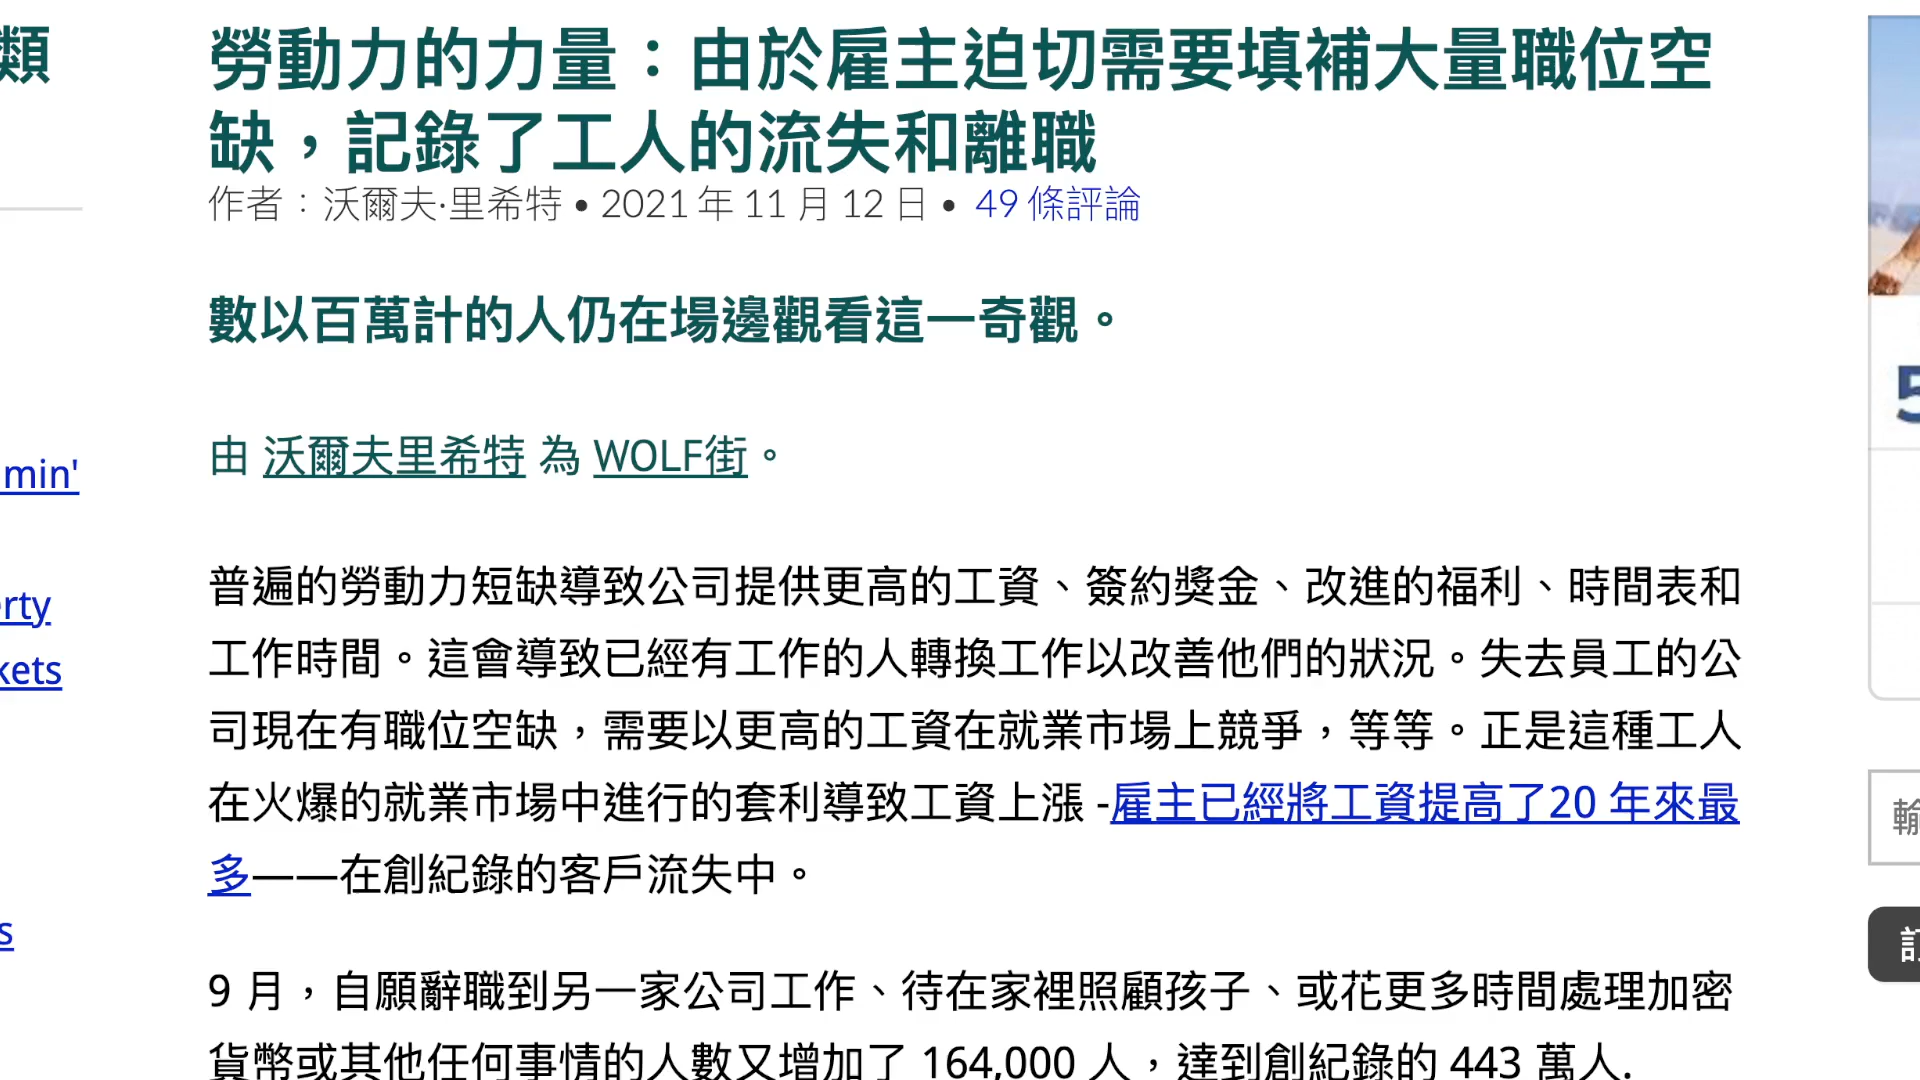 類
勞動力的力量：由於雇主迫切需要填補大量職位空
缺，記錄了工人的流失和離職
作者：沃爾夫·里希特 • 2021 年 11 月 12 日 • 49 條評論
數以百萬計的人仍在場邊觀看這一奇觀。
由 沃爾夫里希特 為 WOLF街。
普遍的勞動力短缺導致公司提供更高的工資、簽約獎金、改進的福利、時間表和
工作時間。這會導致已經有工作的人轉換工作以改善他們的狀況。失去員工的公
司現在有職位空缺，需要以更高的工資在就業市場上競爭，等等。正是這種工人
在火爆的就業市場中進行的套利導致工資上漲 -雇主已經將工資提高了20 年來最
多——在創紀錄的客戶流失中。
9 月，自願辭職到另一家公司工作、待在家裡照顧孩子、或花更多時間處理加密
貨幣或其他任何事情的人數又增加了 164,000 人，達到創紀錄的 443 萬人.
min'
rty
kets
s
5